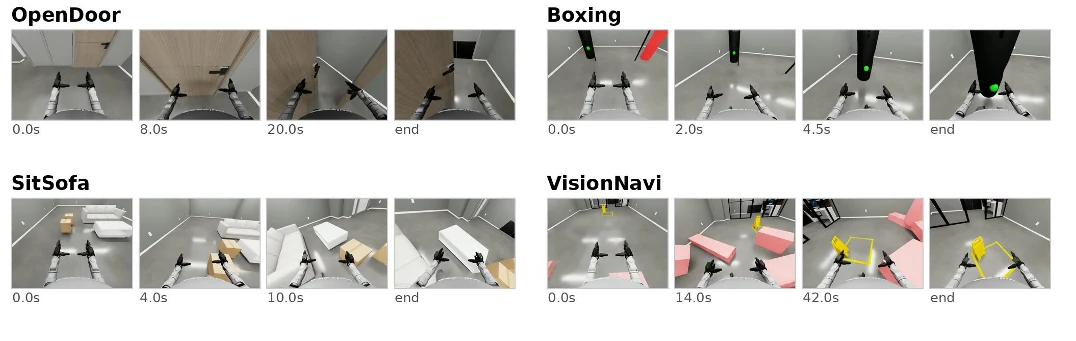 OpenDoor
0.0s 8.0s 20.0s end
Boxing
0.0s 2.0s 4.5s end
SitSofa
0.0s 4.0s 10.0s end
VisionNavi
0.0s 14.0s 42.0s end